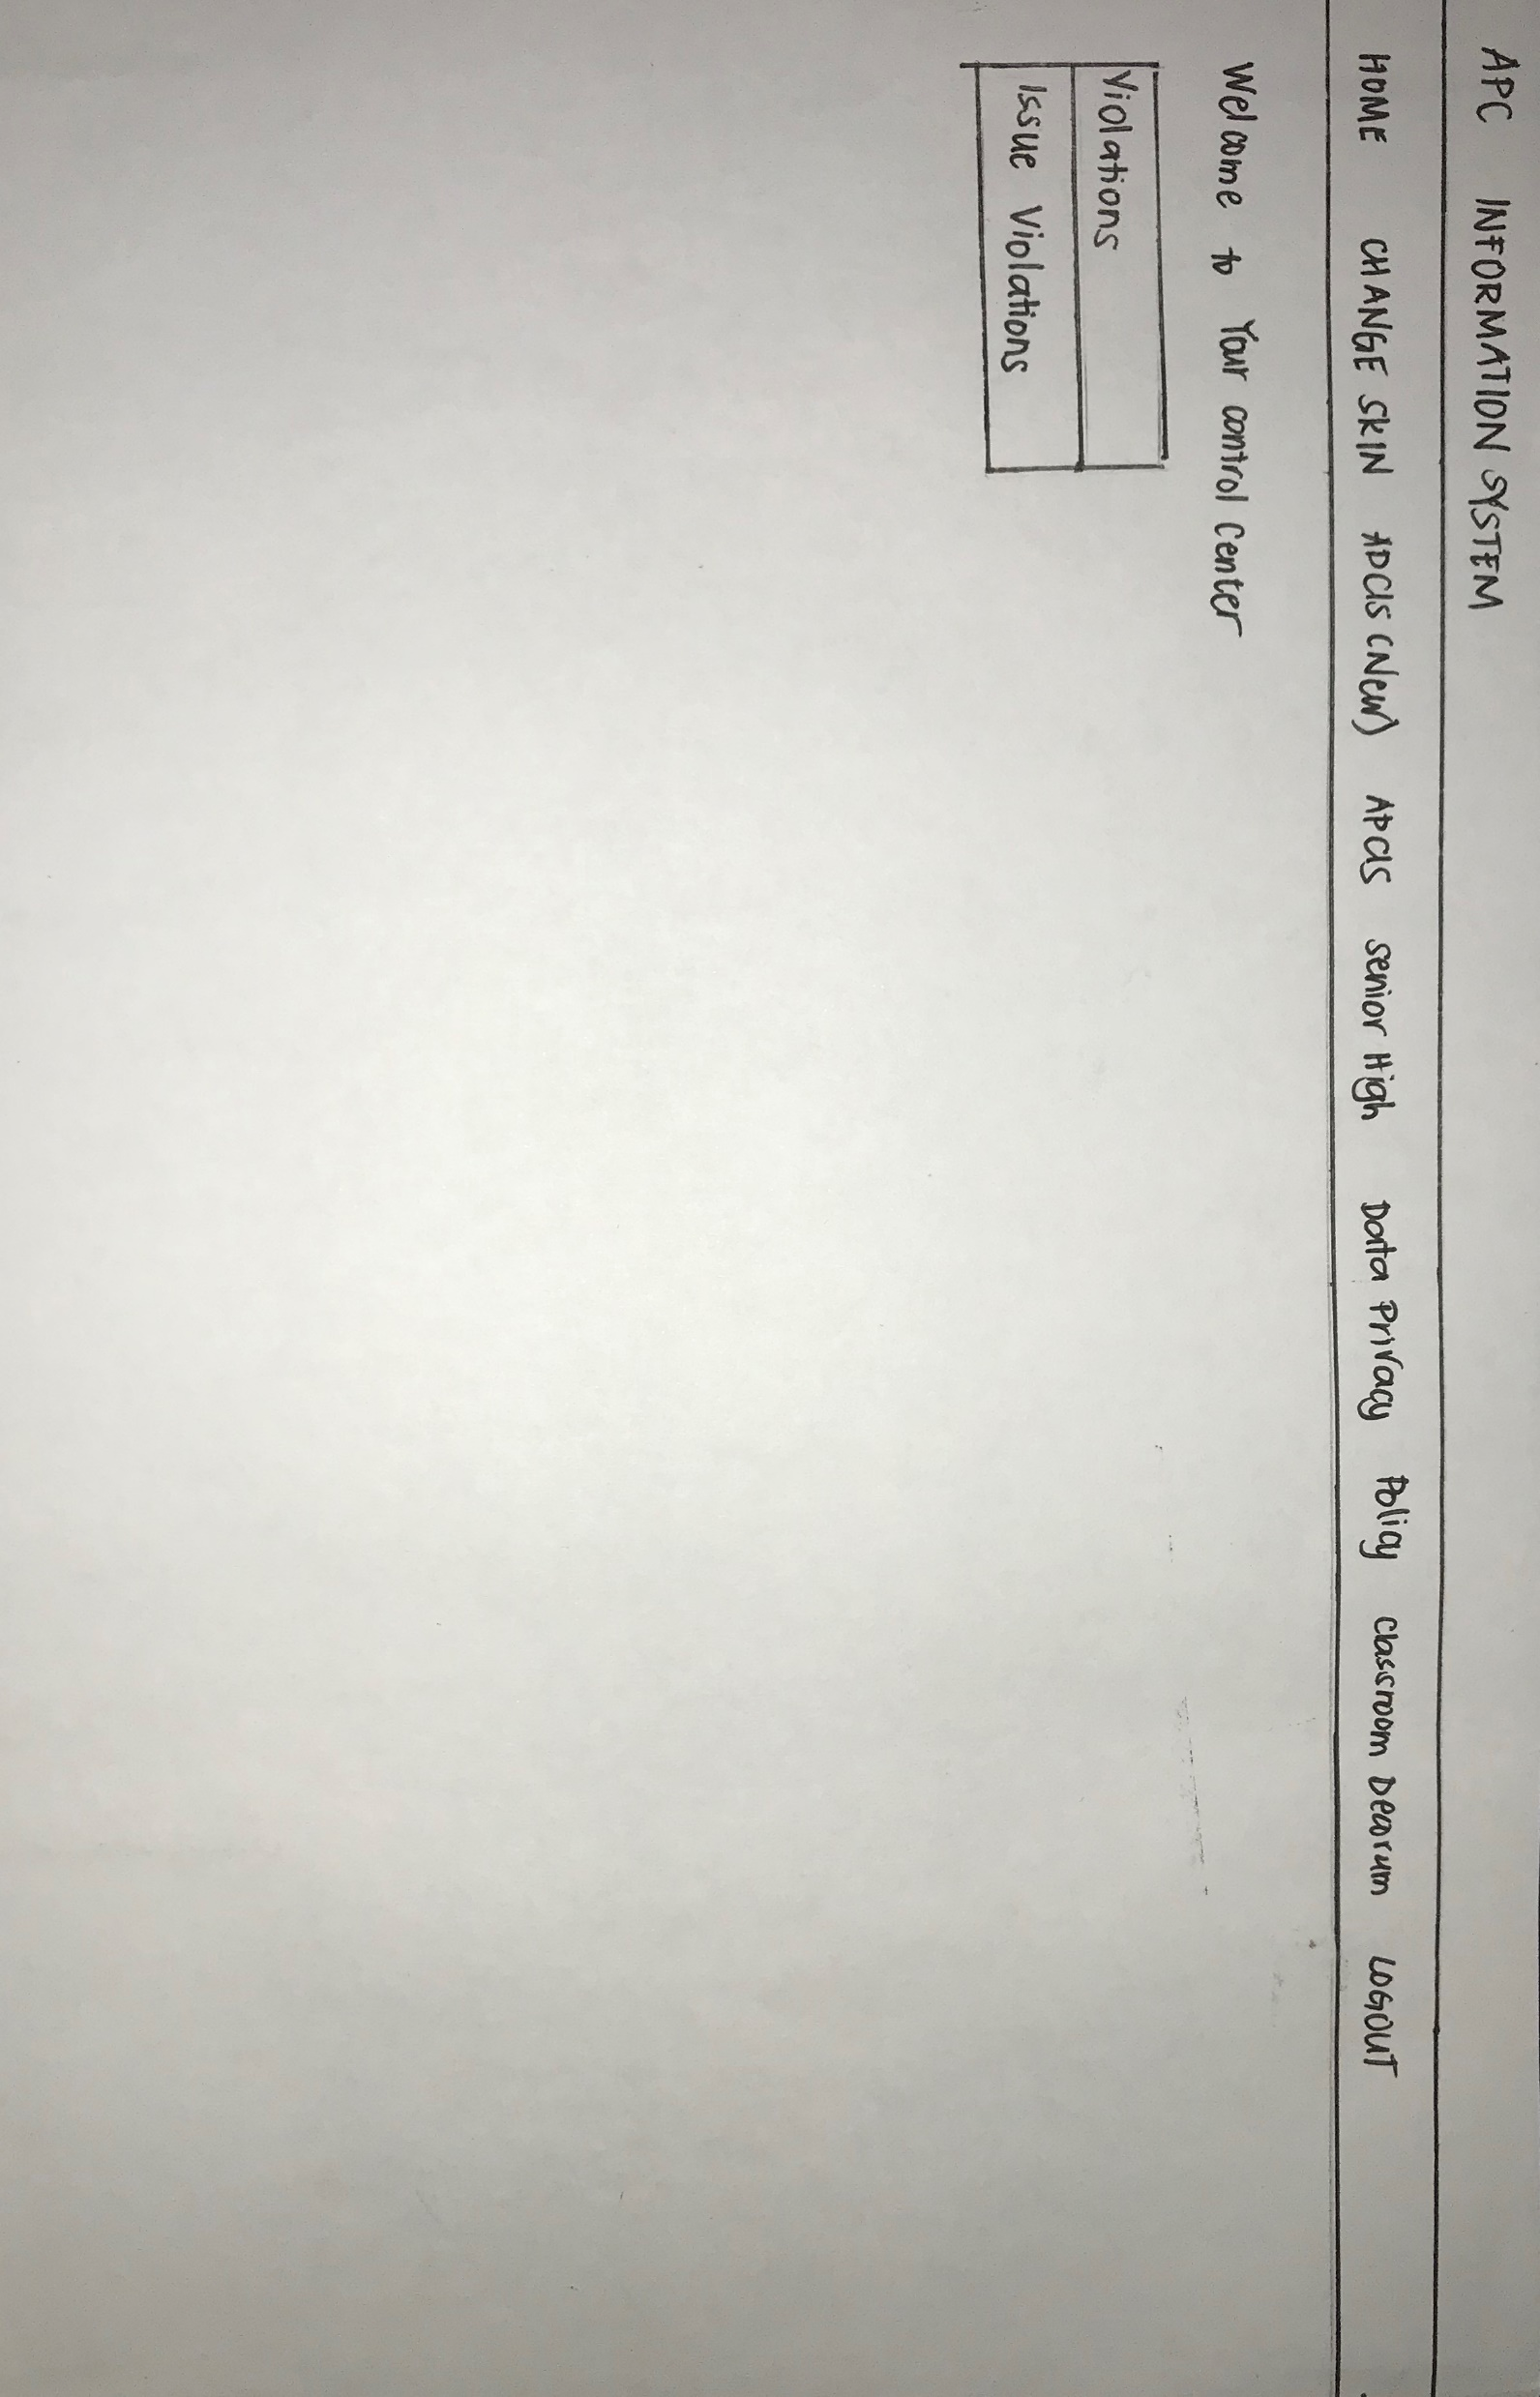 APC INFORMATION SYSTEM
HOME CHANGE SKIN APCIS (New) APCIS Senior High Data Privacy Policy Classroom Decorum LOGOUT
Welcome to Your control Center
Violations
Issue Violations